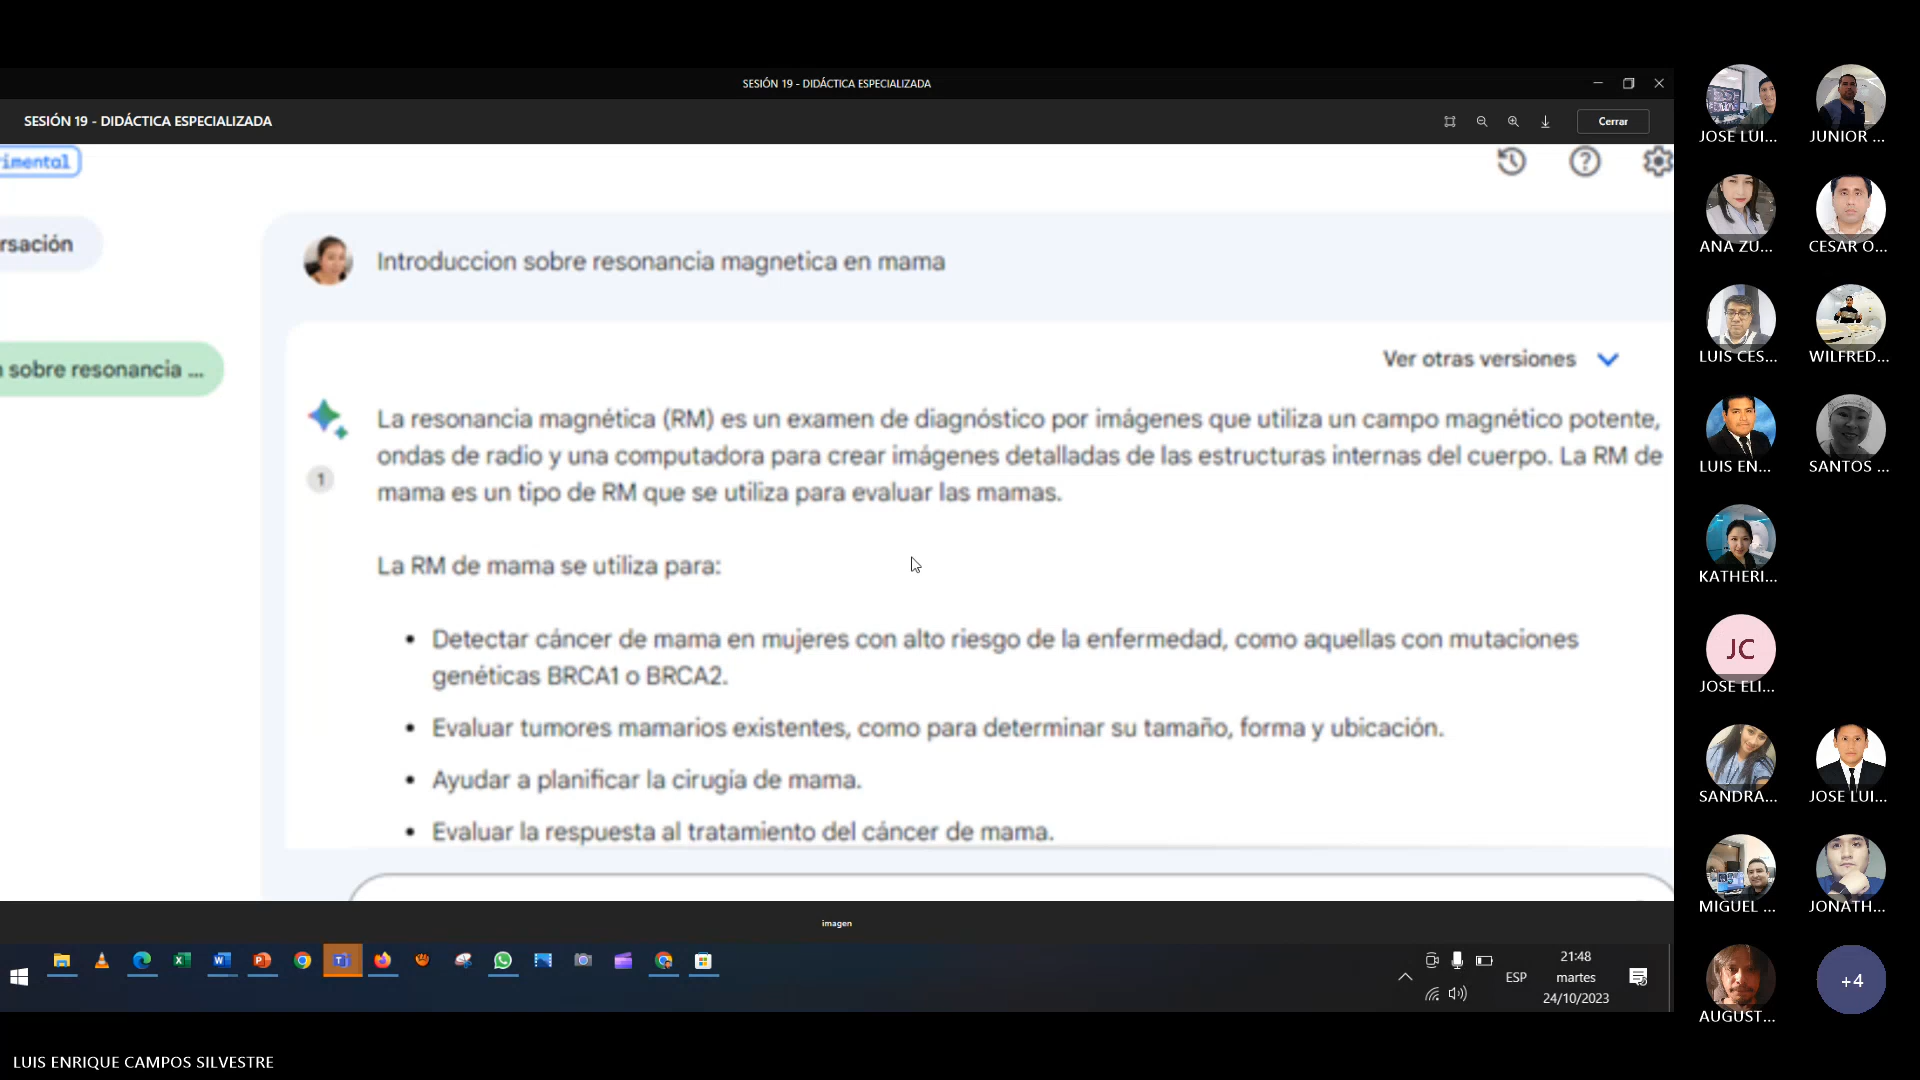 SESIÓN 19 - DIDÁCTICA ESPECIALIZADA
SESIÓN 19 - DIDÁCTICA ESPECIALIZADA
Cerrar
rimental
rsación
sobre resonancia ...
Introduccion sobre resonancia magnetica en mama
Ver otras versiones
1
La resonancia magnética (RM) es un examen de diagnóstico por imágenes que utiliza un campo magnético potente,
ondas de radio y una computadora para crear imágenes detalladas de las estructuras internas del cuerpo. La RM de
mama es un tipo de RM que se utiliza para evaluar las mamas.
La RM de mama se utiliza para:
• Detectar cáncer de mama en mujeres con alto riesgo de la enfermedad, como aquellas con mutaciones
genéticas BRCA1 o BRCA2.
• Evaluar tumores mamarios existentes, como para determinar su tamaño, forma y ubicación.
• Ayudar a planificar la cirugía de mama.
• Evaluar la respuesta al tratamiento del cáncer de mama.
imagen
ESP
21:48
martes
24/10/2023
LUIS ENRIQUE CAMPOS SILVESTRE
JOSE LUI...
JUNIOR ...
ANA ZU...
CESAR O...
LUIS CES...
WILFRED...
LUIS EN...
SANTOS ...
KATHERI...
JC
JOSE ELI...
SANDRA...
JOSE LUI...
MIGUEL ...
JONATH...
AUGUST...
+4